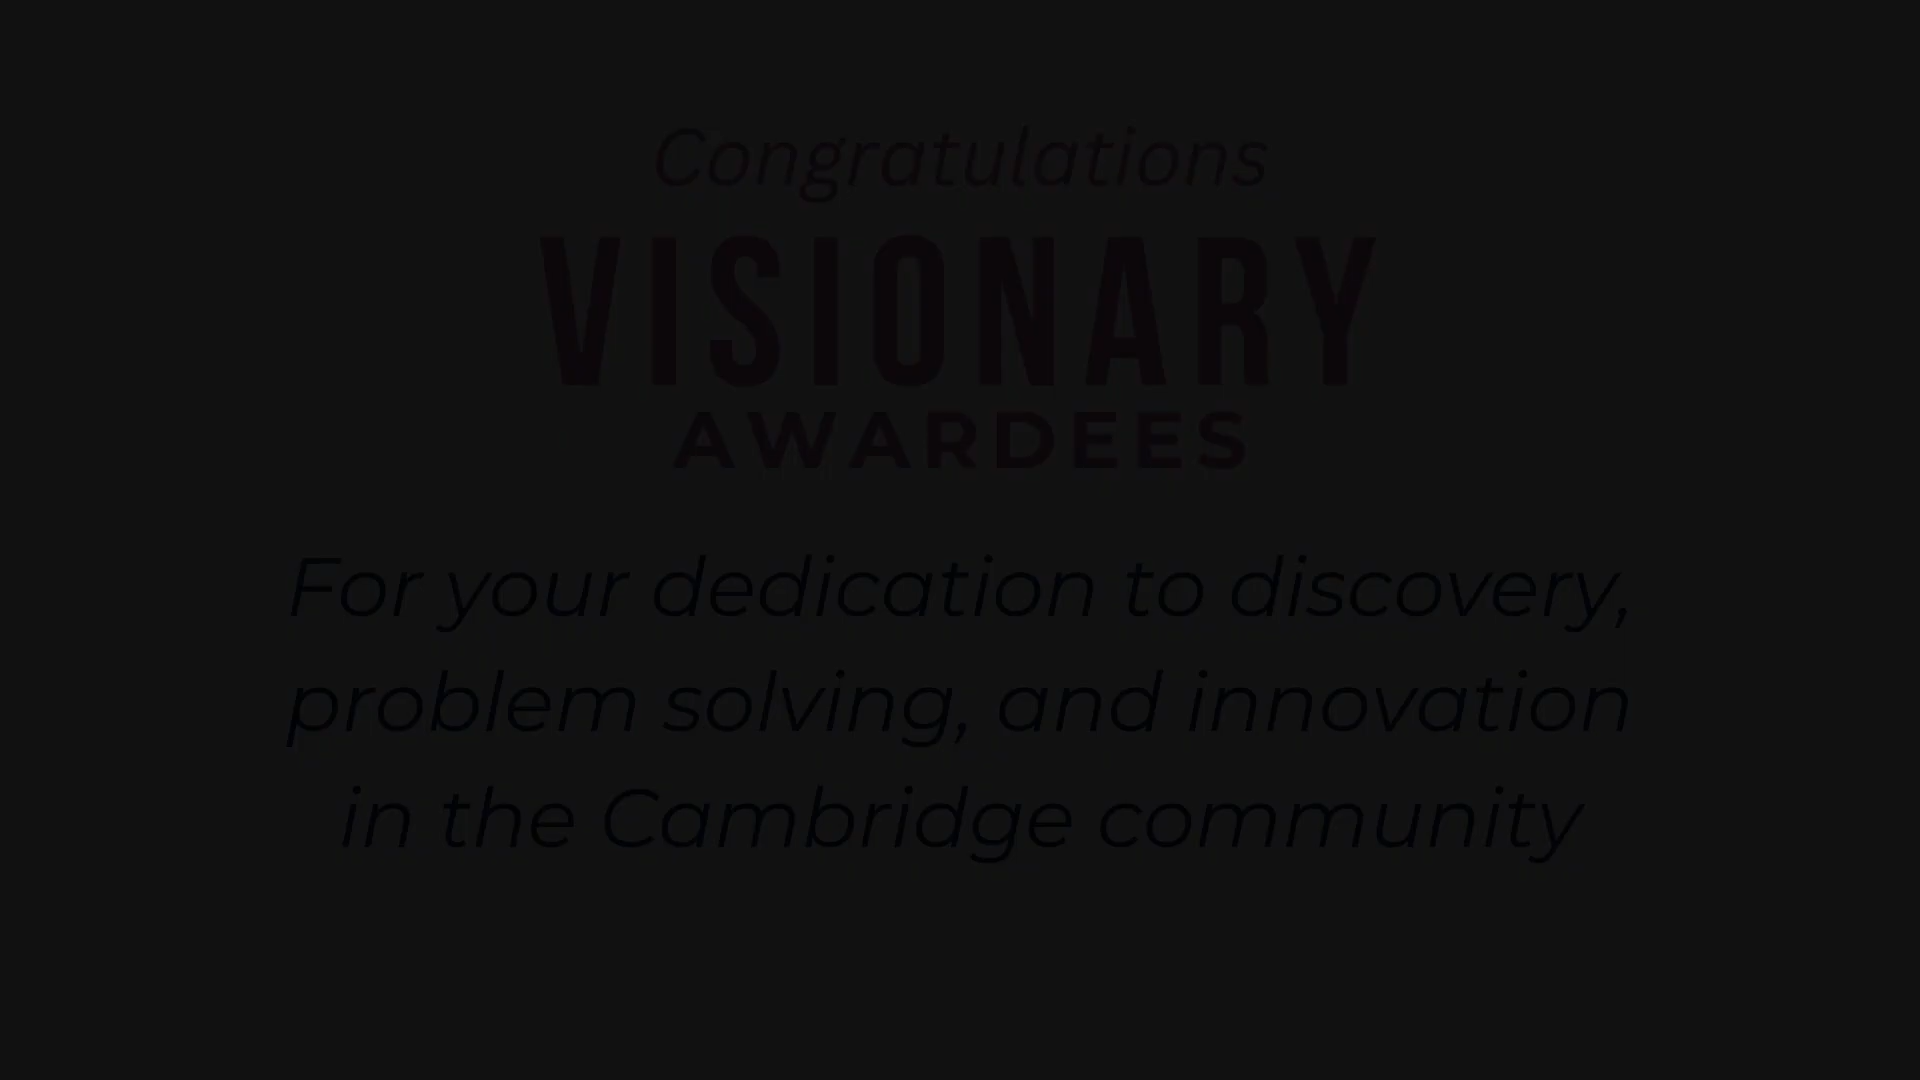 Congratulations
VISIONARY
AWARDEES
For your dedication to discovery,
problem solving, and innovation
in the Cambridge community